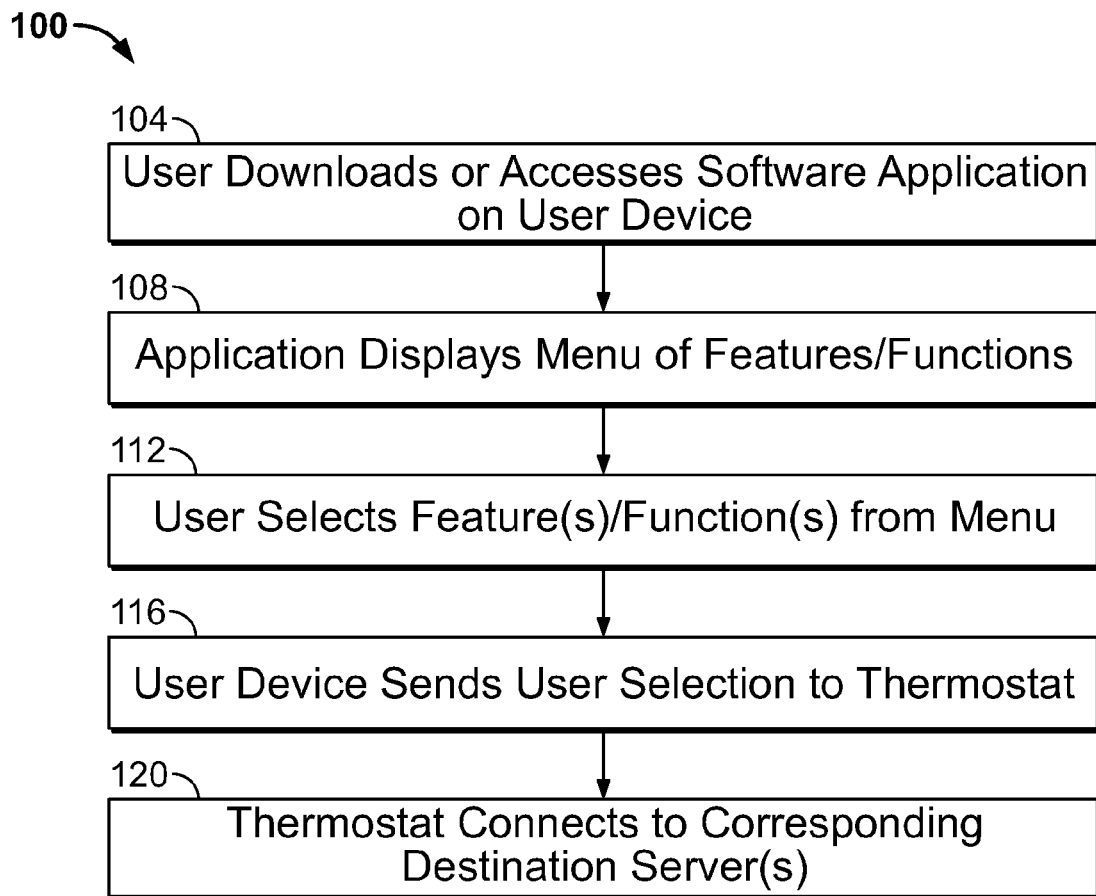 100
104
User Downloads or Accesses Software Application
on User Device
108
Application Displays Menu of Features/Functions
112
User Selects Feature(s)/Function(s) from Menu
116
User Device Sends User Selection to Thermostat
120
Thermostat Connects to Corresponding
Destination Server(s)